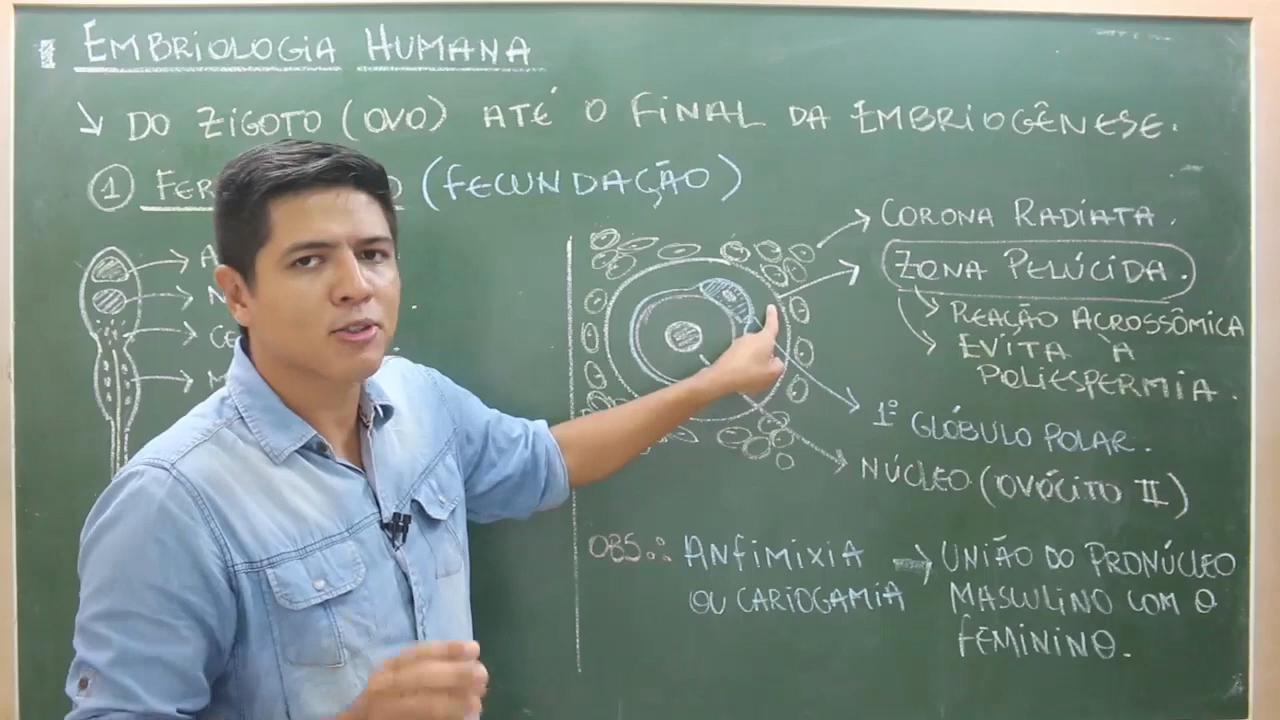 EMBRIOLOGIA HUMANA
DO ZIGOTO (OVO) ATÉ O FINAL DA EMBRIOGÊNESE.
1 (FECUNDAÇÃO)
CORONA RADIATA.
ZONA PELÚCIDA.
REAÇÃO ACROSSÔMICA
EVITA À
POLIESPERMIA.
1º GLÓBULO POLAR.
NÚCLEO (OVÓCITO II)
OBS.: ANFIMIXIA → UNIÃO DO PRONÚCLEO
OU CARIOGAMIA MASCULINO COM O
FEMININO.